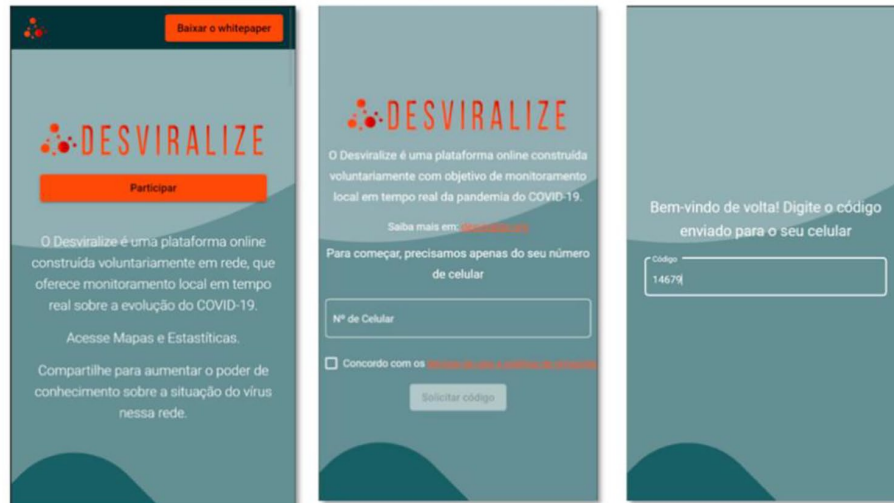 Baixar o whitepaper
DESVIRALIZE
Participar
O Desviralize é uma plataforma online
construída voluntariamente em rede, que
oferece monitoramento local em tempo
real sobre a evolução do COVID-19.
Acesse Mapas e Estastíticas.
Compartilhe para aumentar o poder de
conhecimento sobre a situação do vírus
nessa rede.
DESVIRALIZE
O Desviralize é uma plataforma online construída
voluntariamente com objetivo de monitoramento
local em tempo real da pandemia do COVID-19.
Saiba mais em:
Para começar, precisamos apenas do seu número
de celular
Nº de Celular
Concordo com os
Solicitar código
Bem-vindo de volta! Digite o código
enviado para o seu celular
Código
14679